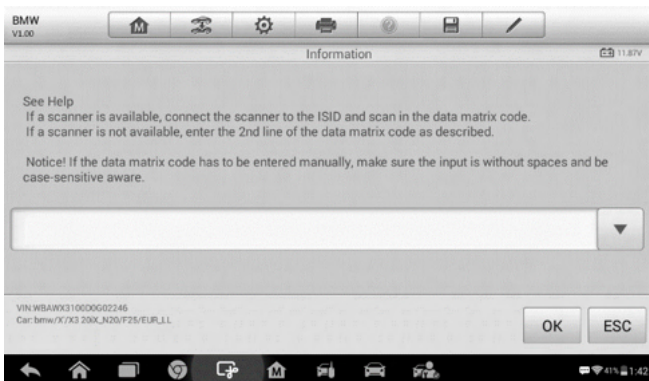 BMW
V1.00
M
Information
11.87V
See Help
If a scanner is available, connect the scanner to the ISID and scan in the data matrix code.
If a scanner is not available, enter the 2nd line of the data matrix code as described.
Notice! If the data matrix code has to be entered manually, make sure the input is without spaces and be
case-sensitive aware.
VIN:WBAWX3100D0G02246
Car: bmw/X'/X3 20iX_N20/F25/EUR_LL
OK
ESC
M
41% 1:42